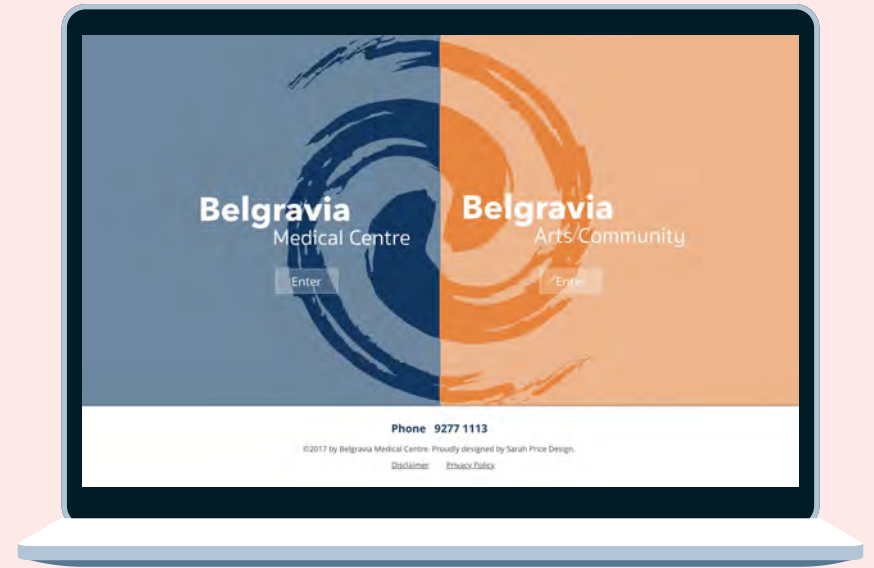 Belgravia
Medical Centre
Enter
Belgravia
Arts/Community
Enter
Phone 9277 1113
©2017 by Belgravia Medical Centre. Proudly designed by Sarah Price Design.
Disclaimer Privacy Policy